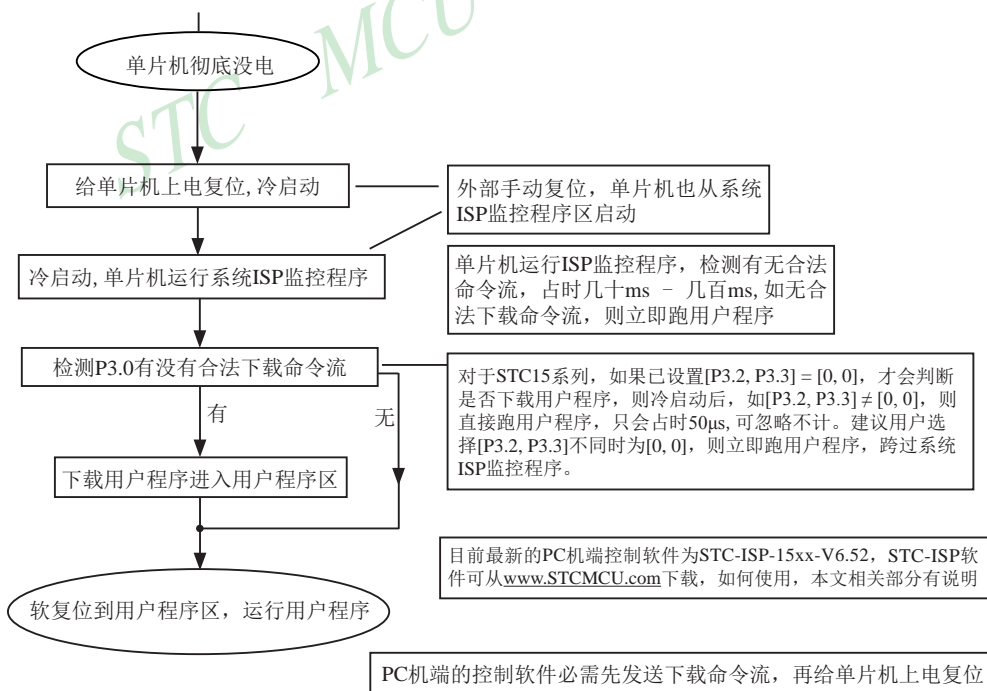 STC MCU
单片机彻底没电
给单片机上电复位,冷启动
外部手动复位，单片机也从系统
ISP监控程序区启动
冷启动,单片机运行系统ISP监控程序
单片机运行ISP监控程序，检测有无合法
命令流，占时几十ms – 几百ms,如无合
法下载命令流，则立即跑用户程序
检测P3.0有没有合法下载命令流
对于STC15系列，如果已设置[P3.2, P3.3] = [0, 0]，才会判断
是否下载用户程序，则冷启动后，如[P3.2, P3.3] ≠ [0, 0]，则
直接跑用户程序，只会占时50μs,可忽略不计。建议用户选
择[P3.2, P3.3]不同时为[0, 0]，则立即跑用户程序，跨过系统
ISP监控程序。
有
无
下载用户程序进入用户程序区
目前最新的PC机端控制软件为STC-ISP-15xx-V6.52，STC-ISP软
件可从www.STCMCU.com下载，如何使用，本文相关部分有说明
软复位到用户程序区，运行用户程序
PC机端的控制软件必需先发送下载命令流，再给单片机上电复位